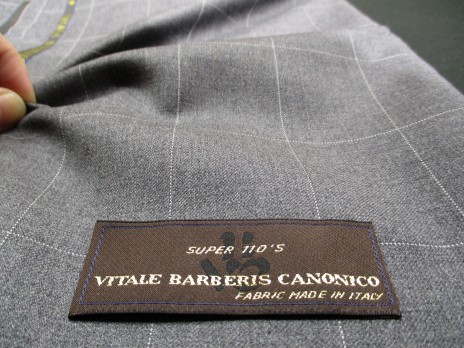 SUPER 110'S
VITALE BARBERIS CANONICO
FABRIC MADE IN ITALY